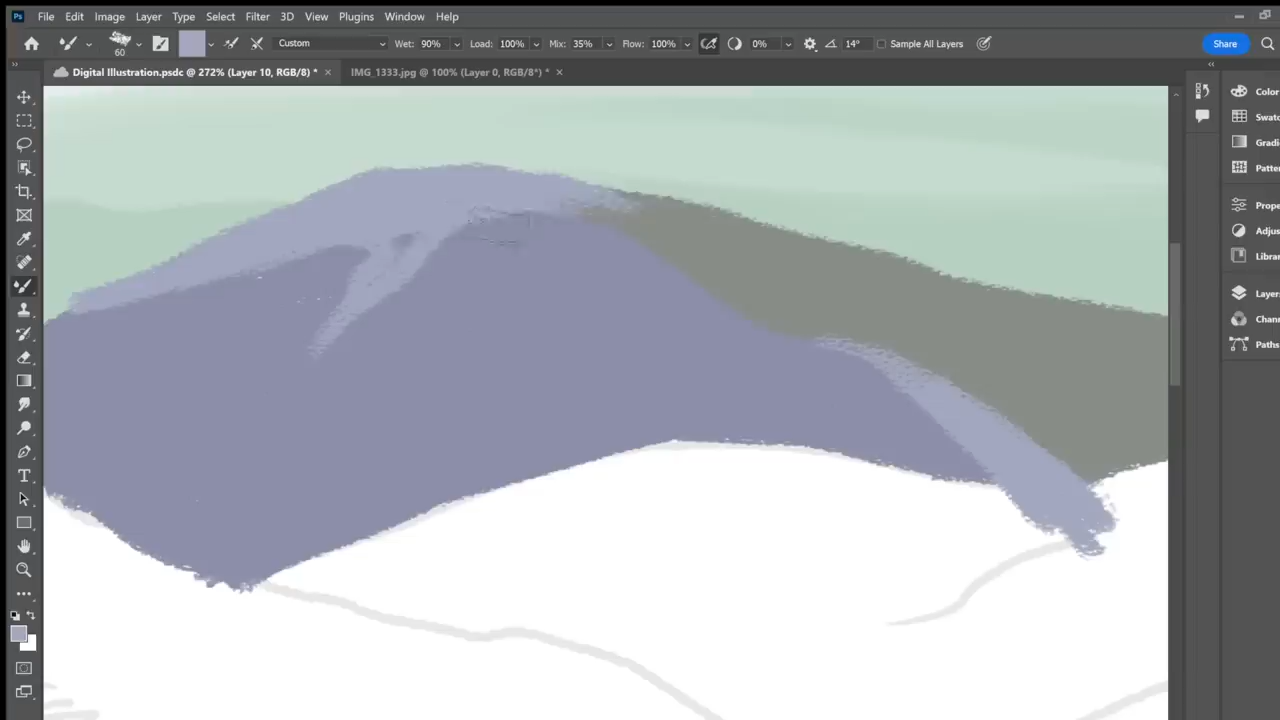 Ps File Edit Image Layer Type Select Filter 3D View Plugins Window Help
60 Custom Wet: 90% Load: 100% Mix: 35% Flow: 100% 0% 14° Sample All Layers Share
Digital Illustration.psdc @ 272% (Layer 10, RGB/8) * × IMG_1333.jpg @ 100% (Layer 0, RGB/8*) * ×
Color
Swatc
Gradi
Patte
Prope
Adjus
Librar
Layers
Chann
Paths
T